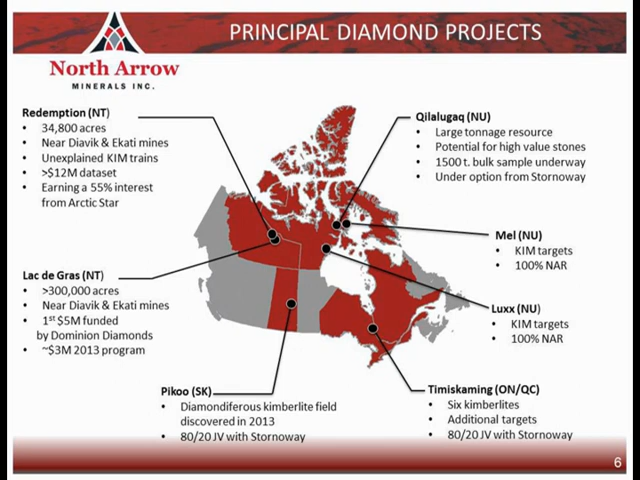 PRINCIPAL DIAMOND PROJECTS
North Arrow
MINERALS INC.
Redemption (NT)
• 34,800 acres
• Near Diavik & Ekati mines
• Unexplained KIM trains
• >$12M dataset
• Earning a 55% interest
from Arctic Star
Qilalugaq (NU)
• Large tonnage resource
• Potential for high value stones
• 1500 t. bulk sample underway
• Under option from Stornoway
Mel (NU)
• KIM targets
• 100% NAR
Lac de Gras (NT)
• >300,000 acres
• Near Diavik & Ekati mines
• 1st $5M funded
by Dominion Diamonds
• ~$3M 2013 program
Luxx (NU)
• KIM targets
• 100% NAR
Pikoo (SK)
• Diamondiferous kimberlite field
discovered in 2013
• 80/20 JV with Stornoway
Timiskaming (ON/QC)
• Six kimberlites
• Additional targets
• 80/20 JV with Stornoway
6